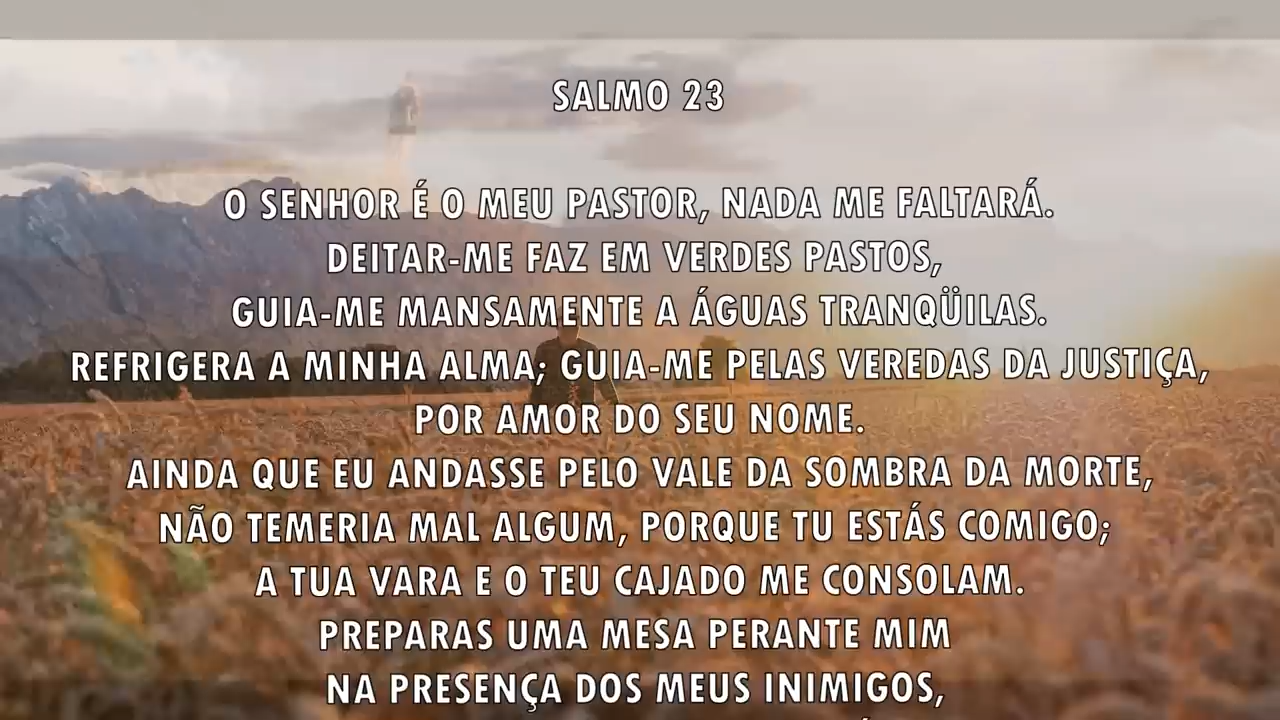 SALMO 23
O SENHOR É O MEU PASTOR, NADA ME FALTARÁ.
DEITAR-ME FAZ EM VERDES PASTOS,
GUIA-ME MANSAMENTE A ÁGUAS TRANQÜILAS.
REFRIGERA A MINHA ALMA; GUIA-ME PELAS VEREDAS DA JUSTIÇA,
POR AMOR DO SEU NOME.
AINDA QUE EU ANDASSE PELO VALE DA SOMBRA DA MORTE,
NÃO TEMERIA MAL ALGUM, PORQUE TU ESTÁS COMIGO;
A TUA VARA E O TEU CAJADO ME CONSOLAM.
PREPARAS UMA MESA PERANTE MIM
NA PRESENÇA DOS MEUS INIMIGOS,